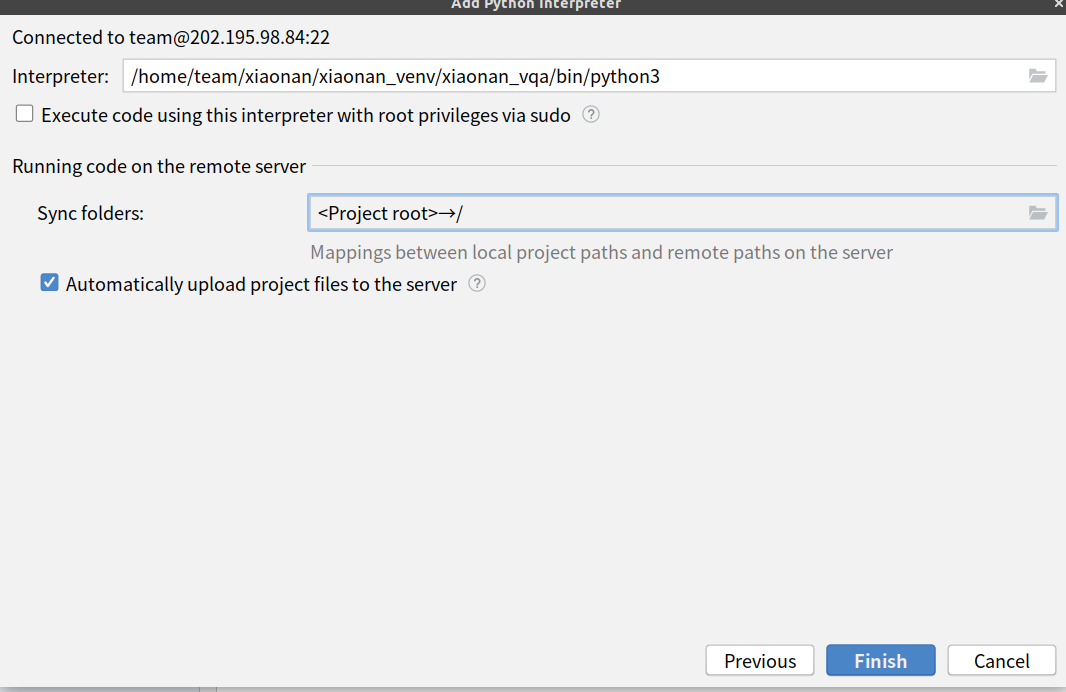 Add Python Interpreter
Connected to team@202.195.98.84:22
Interpreter: /home/team/xiaonan/xiaonan_venv/xiaonan_vqa/bin/python3
Execute code using this interpreter with root privileges via sudo ?
Running code on the remote server
Sync folders: <Project root>→/
Mappings between local project paths and remote paths on the server
Automatically upload project files to the server ?
Previous Finish Cancel